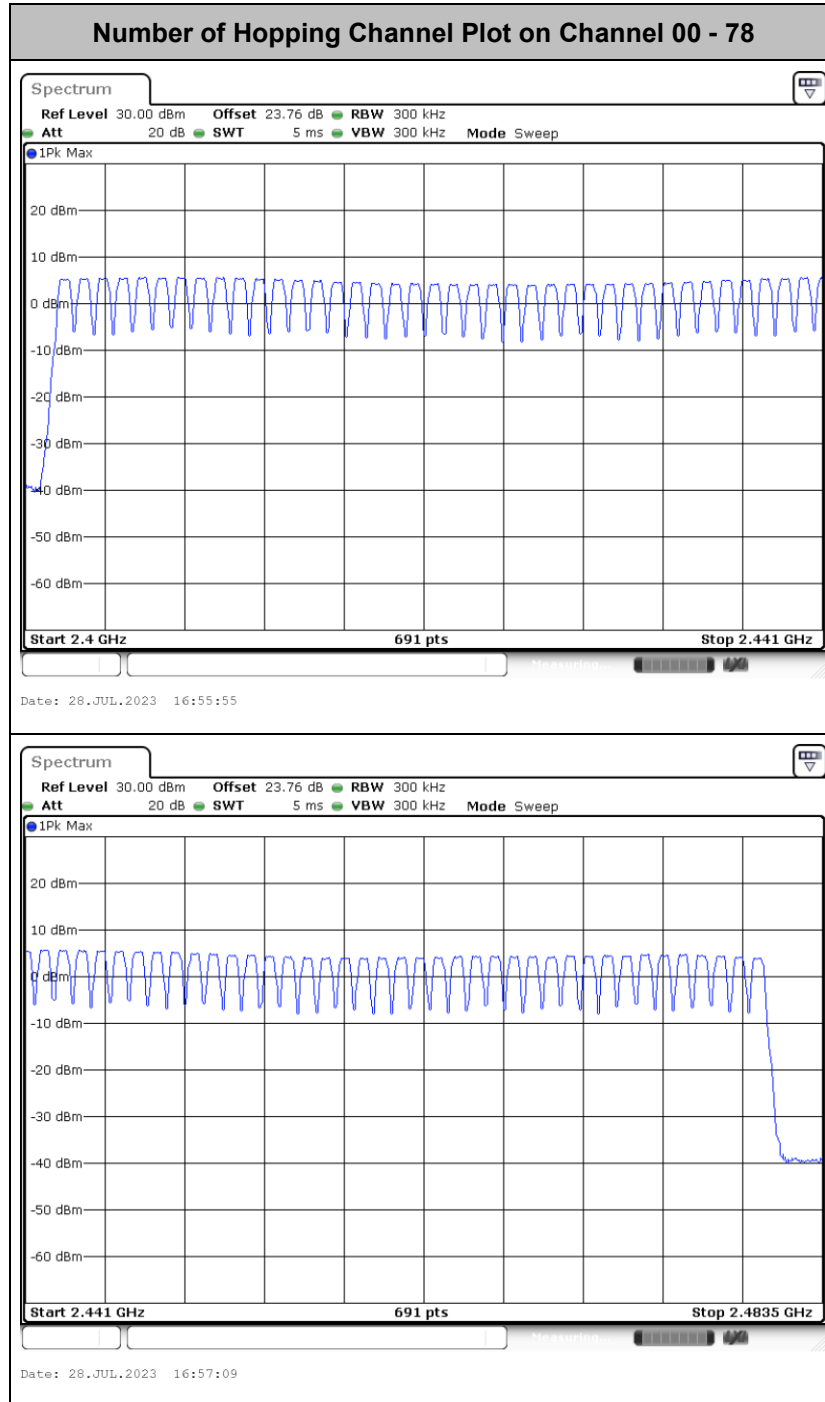 Number of Hopping Channel Plot on Channel 00 - 78
Spectrum
Ref Level 30.00 dBm Offset 23.76 dB RBW 300 kHz
Att 20 dB SWT 5 ms VBW 300 kHz Mode Sweep
1Pk Max
20 dBm
10 dBm
0 dBm
-10 dBm
-20 dBm
-30 dBm
-40 dBm
-50 dBm
-60 dBm
Start 2.4 GHz 691 pts Stop 2.441 GHz
Measuring...
Date: 28.JUL.2023 16:55:55
Spectrum
Ref Level 30.00 dBm Offset 23.76 dB RBW 300 kHz
Att 20 dB SWT 5 ms VBW 300 kHz Mode Sweep
1Pk Max
20 dBm
10 dBm
0 dBm
-10 dBm
-20 dBm
-30 dBm
-40 dBm
-50 dBm
-60 dBm
Start 2.441 GHz 691 pts Stop 2.4835 GHz
Measuring...
Date: 28.JUL.2023 16:57:09